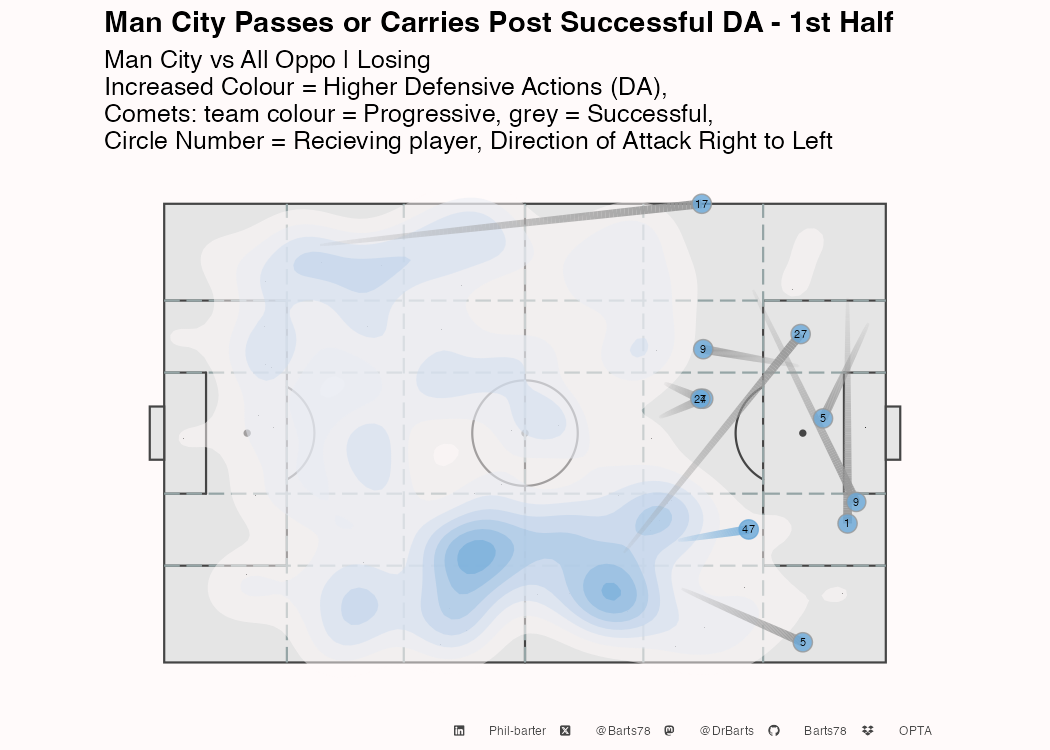 Man City Passes or Carries Post Successful DA - 1st Half
Man City vs All Oppo | Losing
Increased Colour = Higher Defensive Actions (DA),
Comets: team colour = Progressive, grey = Successful,
Circle Number = Recieving player, Direction of Attack Right to Left
17
27
9
5
9
1
47
5
Phil-barter @Barts78 @DrBarts Barts78 OPTA